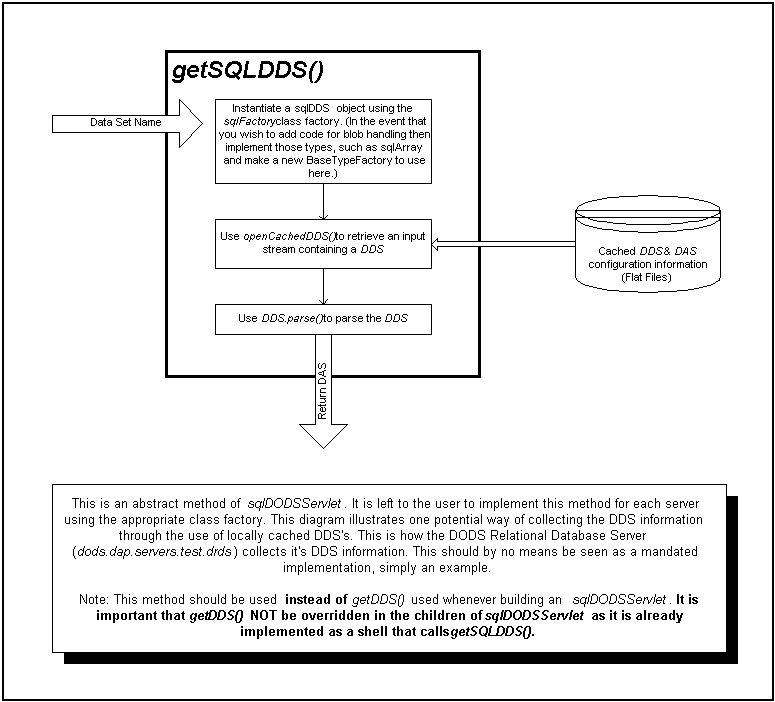 getSQLDDS()
Data Set Name
Instantiate a sqlDDS object using the
sqlFactoryclass factory. (In the event that
you wish to add code for blob handling then
implement those types, such as sqlArray
and make a new BaseTypeFactory to use
here.)
Use openCachedDDS()to retrieve an input
stream containing a DDS
Cached DDS & DAS
configuration information
(Flat Files)
Use DDS.parse()to parse the DDS
Return DAS
This is an abstract method of sqlDODSServlet. It is left to the user to implement this method for each server
using the appropriate class factory. This diagram illustrates one potential way of collecting the DDS information
through the use of locally cached DDS's. This is how the DODS Relational Database Server
(dods.dap.servers.test.drds) collects it's DDS information. This should by no means be seen as a mandated
implementation, simply an example.
Note: This method should be used instead of getDDS() used whenever building an sqlDODSServlet. It is
important that getDDS() NOT be overridden in the children of sqlDODSServlet as it is already
implemented as a shell that calls getSQLDDS().